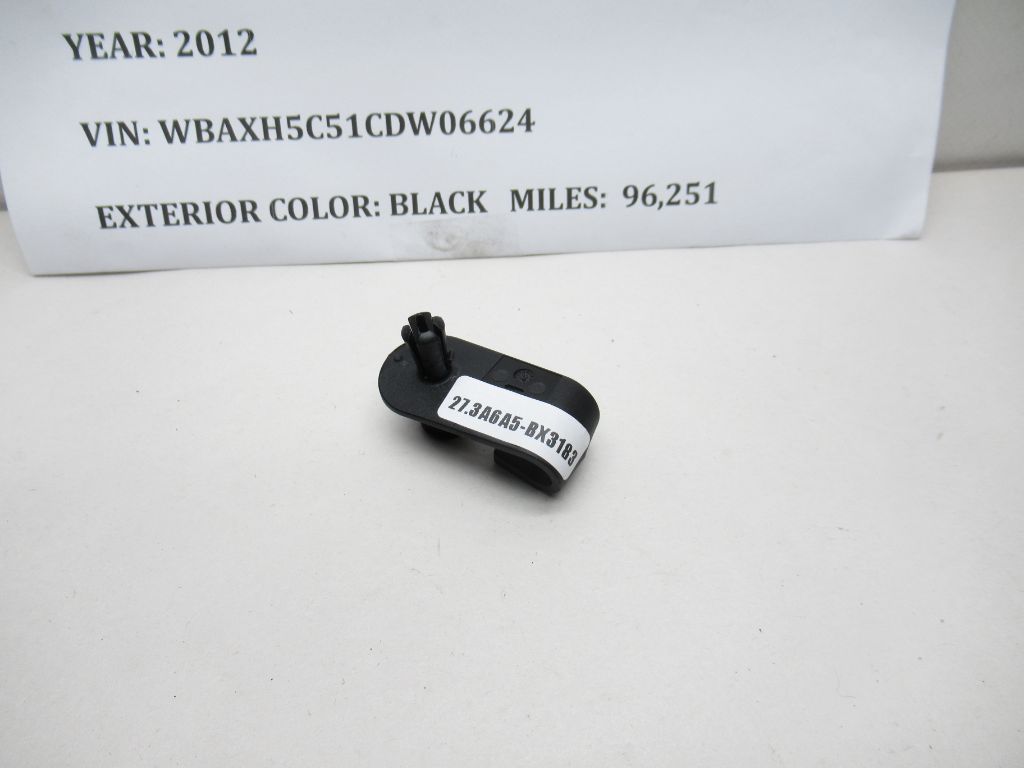 YEAR: 2012
VIN: WBAXH5C51CDW06624
EXTERIOR COLOR: BLACK MILES: 96,251
27.3A6A5-BX3183